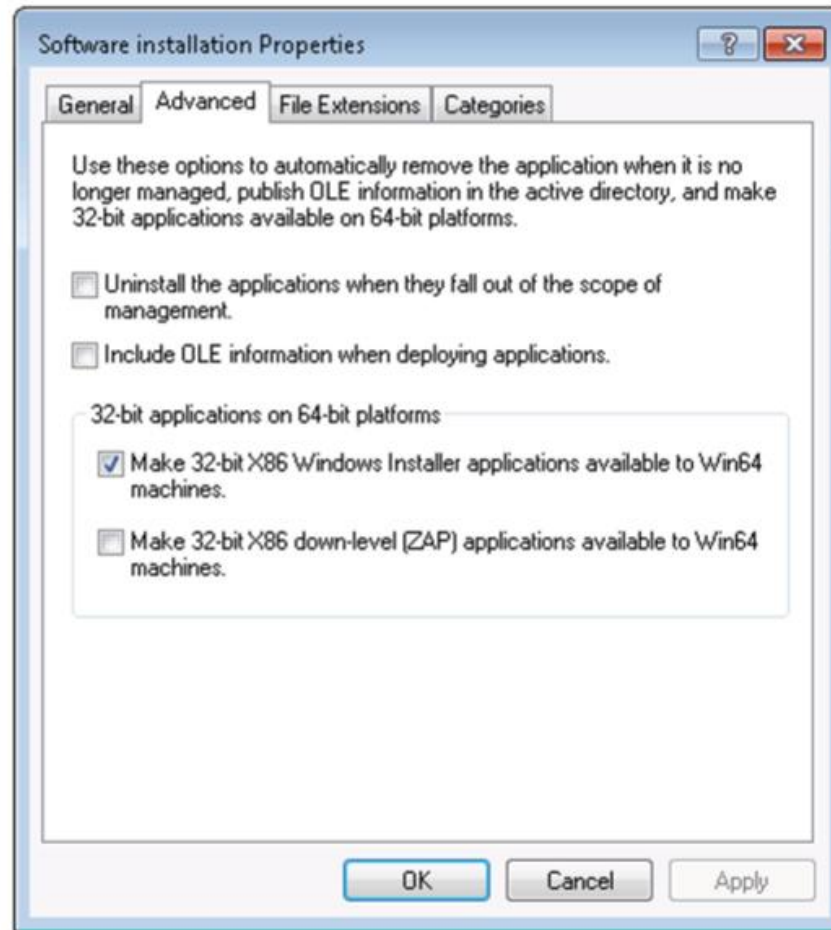 Software installation Properties
General Advanced File Extensions Categories
Use these options to automatically remove the application when it is no
longer managed, publish OLE information in the active directory, and make
32-bit applications available on 64-bit platforms.
Uninstall the applications when they fall out of the scope of
management.
Include OLE information when deploying applications.
32-bit applications on 64-bit platforms
Make 32-bit X86 Windows Installer applications available to Win64
machines.
Make 32-bit X86 down-level (ZAP) applications available to Win64
machines.
OK Cancel Apply